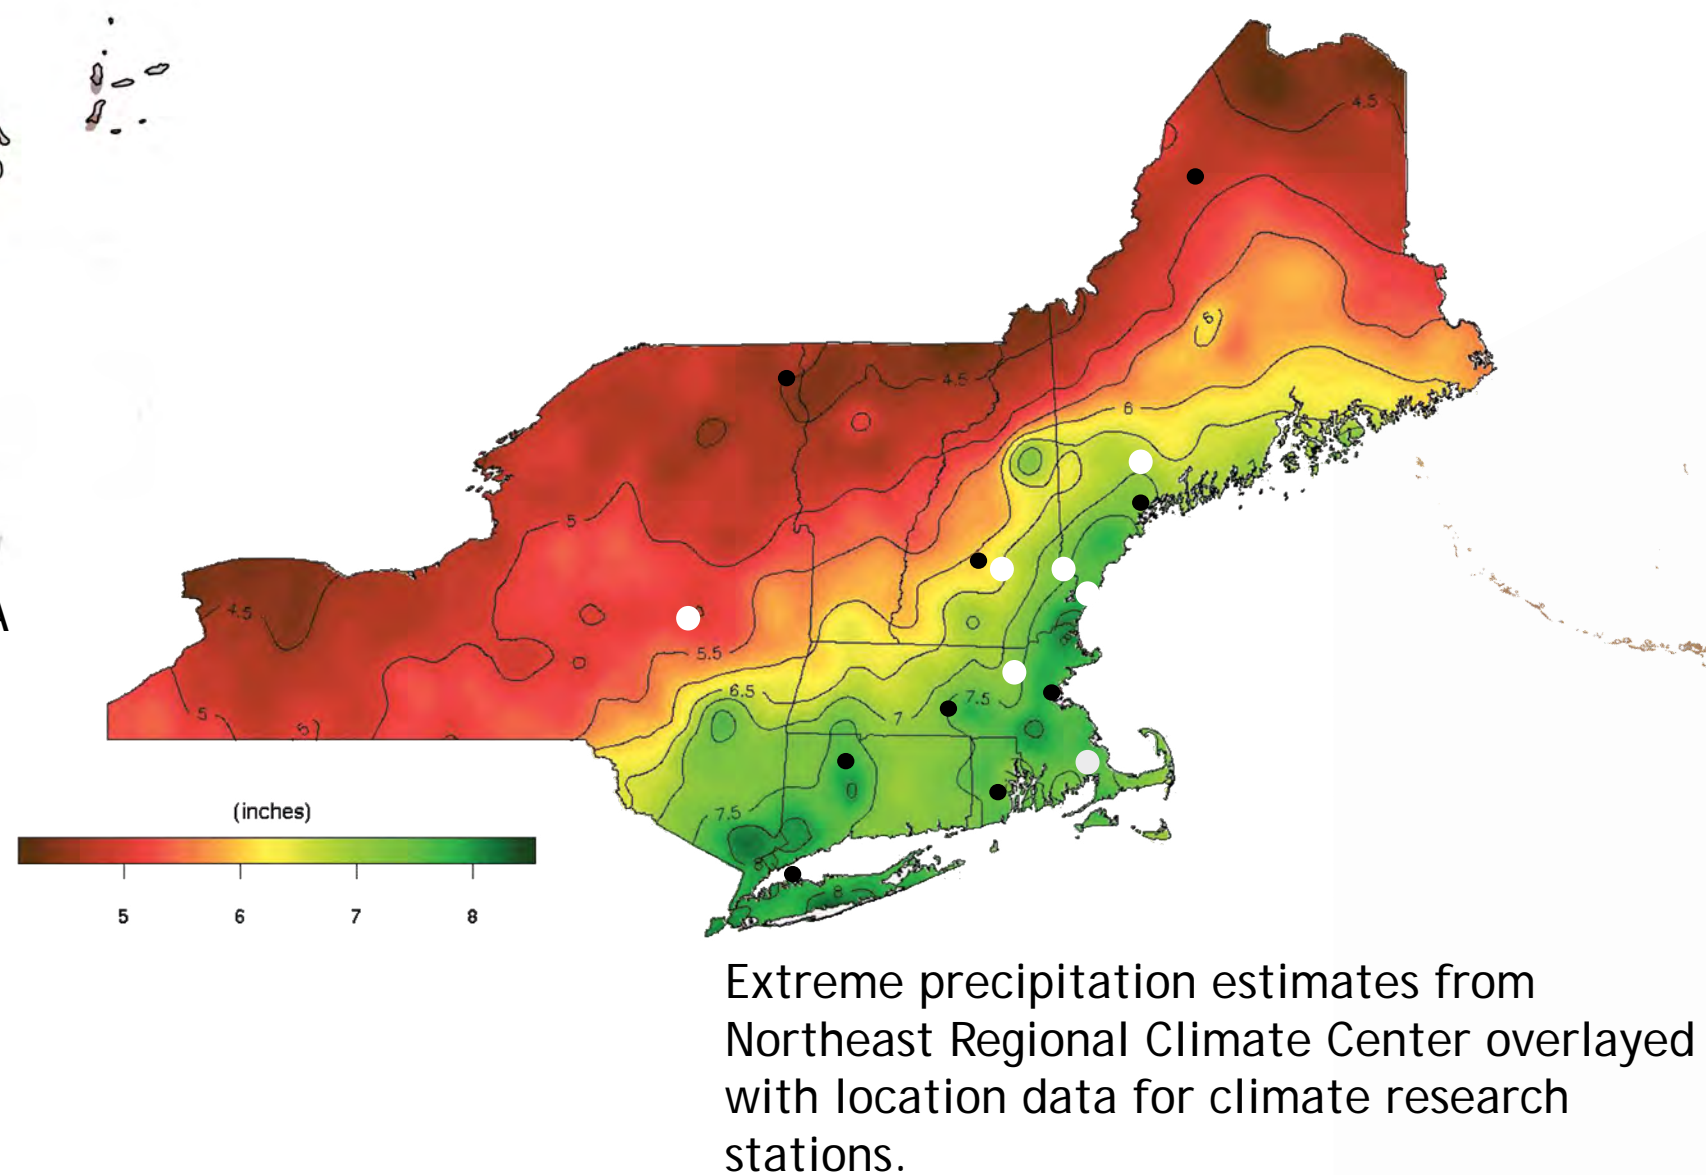 4.5
6
4.5
6
5
4.5
5.5
6.5
7.5
7
5
5
7.5
8
8
A
(inches)
5 6 7 8
Extreme precipitation estimates from
Northeast Regional Climate Center overlayed
with location data for climate research
stations.